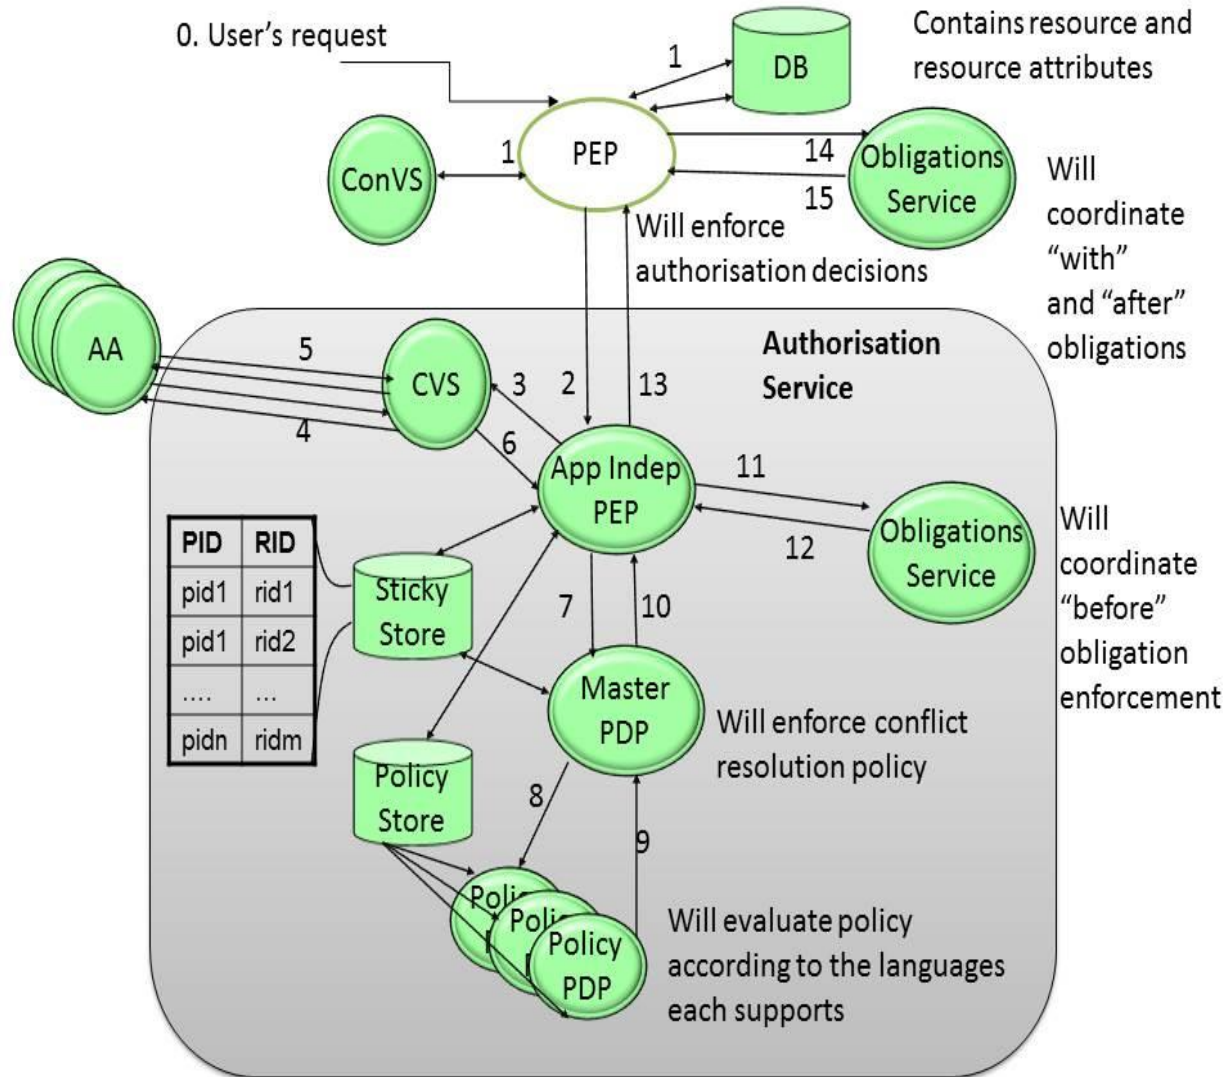 0. User's request
1
DB
Contains resource and
resource attributes
PEP
1
ConVS
14
15
Obligations
Service
Will
coordinate
“with”
and “after”
obligations
Will enforce
authorisation decisions
AA
5
4
CVS
3
6
2
13
Authorisation
Service
App Indep
PEP
11
12
Obligations
Service
Will
coordinate
“before”
obligation
enforcement
PID RID
pid1 rid1
pid1 rid2
.... ...
pidn ridm
Sticky
Store
7
10
Master
PDP
Will enforce conflict
resolution policy
Policy
Store
8
9
Policy
PDP
Will evaluate policy
according to the languages
each supports